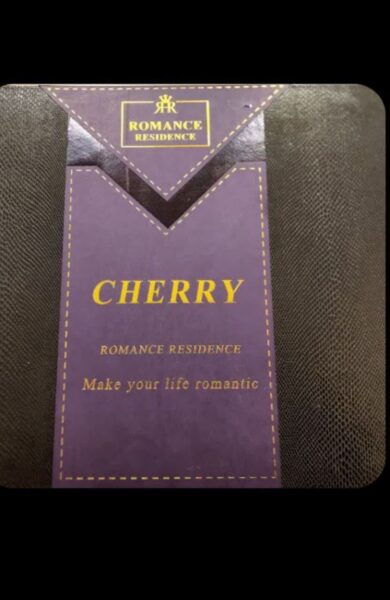 ROMANCE
RESIDENCE
CHERRY
ROMANCE RESIDENCE
Make your life romantic